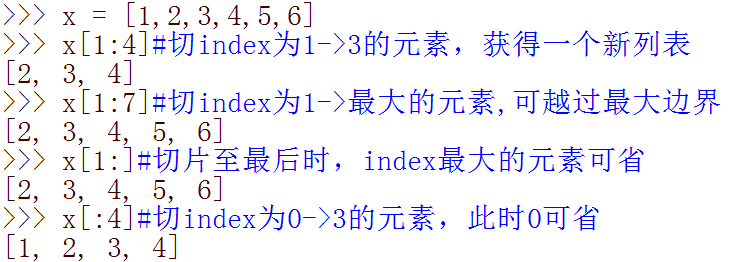 >>> x = [1,2,3,4,5,6]
>>> x[1:4]#切index为1->3的元素，获得一个新列表
[2, 3, 4]
>>> x[1:7]#切index为1->最大的元素,可越过最大边界
[2, 3, 4, 5, 6]
>>> x[1:]#切片至最后时，index最大的元素可省
[2, 3, 4, 5, 6]
>>> x[:4]#切index为0->3的元素，此时0可省
[1, 2, 3, 4]